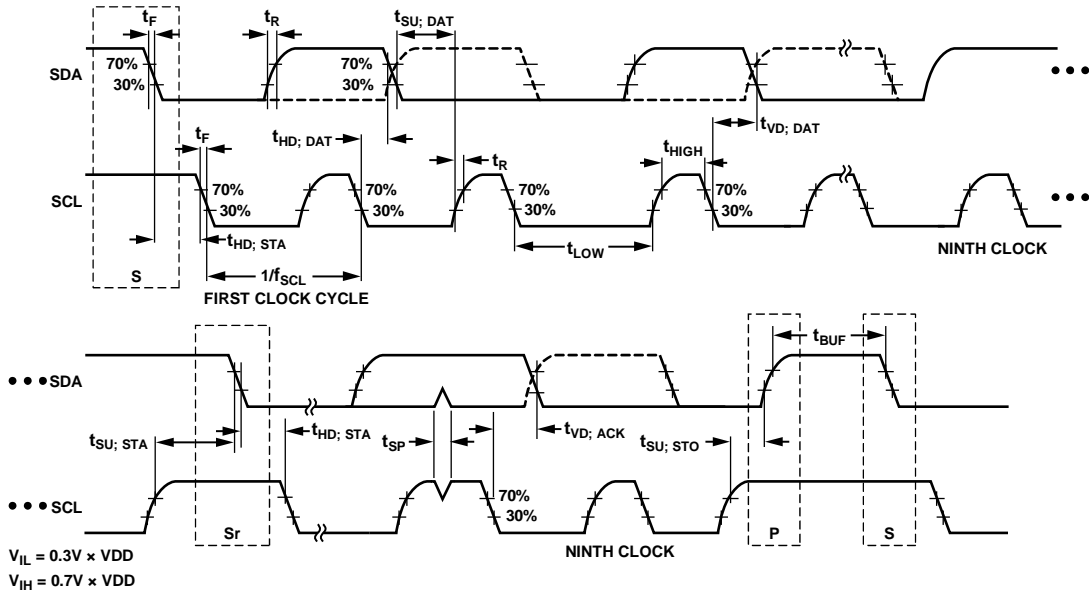 tF
tR
tSU; DAT
70%
30%
SDA
70%
30%
tHD; DAT
tVD; DAT
tF
tR
tHIGH
SCL
70%
30%
70%
30%
70%
30%
70%
30%
tHD; STA
tLOW
NINTH CLOCK
S
1/fSCL
FIRST CLOCK CYCLE
tBUF
••• SDA
tSU; STA
tHD; STA
tSP
tVD; ACK
tSU; STO
••• SCL
70%
30%
Sr
NINTH CLOCK
P
S
VIL = 0.3V × VDD
VIH = 0.7V × VDD